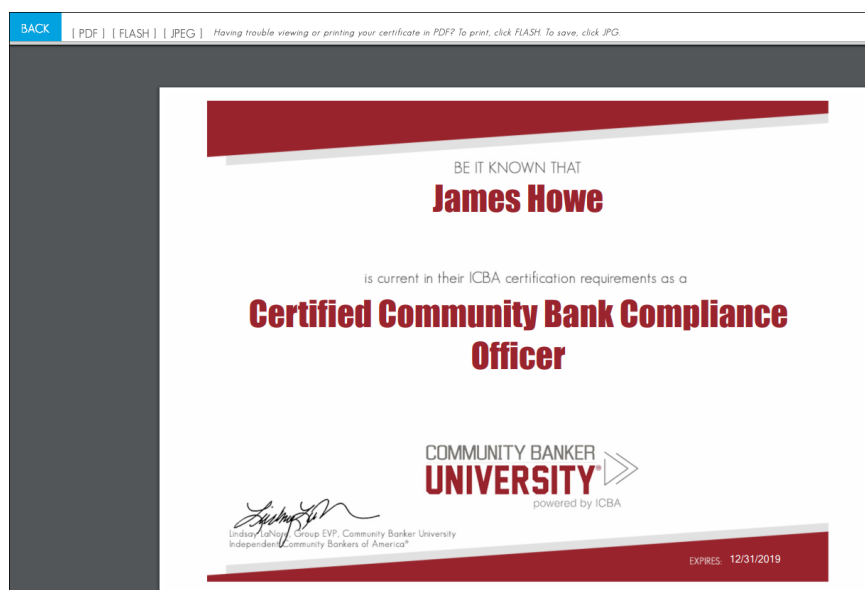 BACK [ PDF ] [ FLASH ] [ JPEG ] Having trouble viewing or printing your certificate in PDF? To print, click FLASH. To save, click JPG.
BE IT KNOWN THAT
James Howe
is current in their ICBA certification requirements as a
Certified Community Bank Compliance
Officer
COMMUNITY BANKER
UNIVERSITY®
powered by ICBA
Lindsay LaNore, Group EVP, Community Banker University
Independent Community Bankers of America®
EXPIRES: 12/31/2019